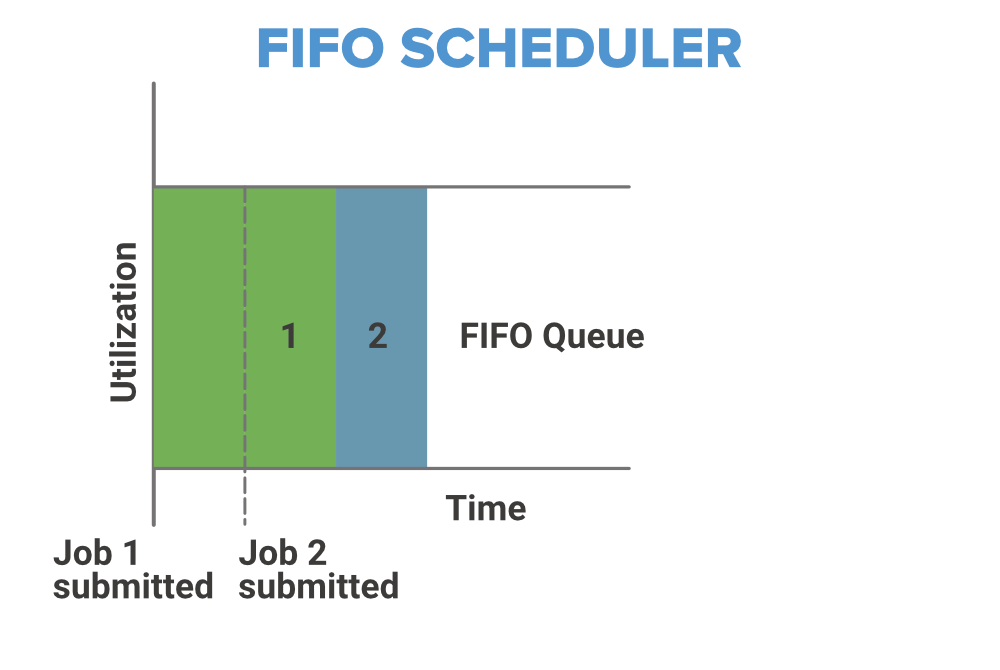 FIFO SCHEDULER
Utilization
1
2
FIFO Queue
Time
Job 1
submitted
Job 2
submitted